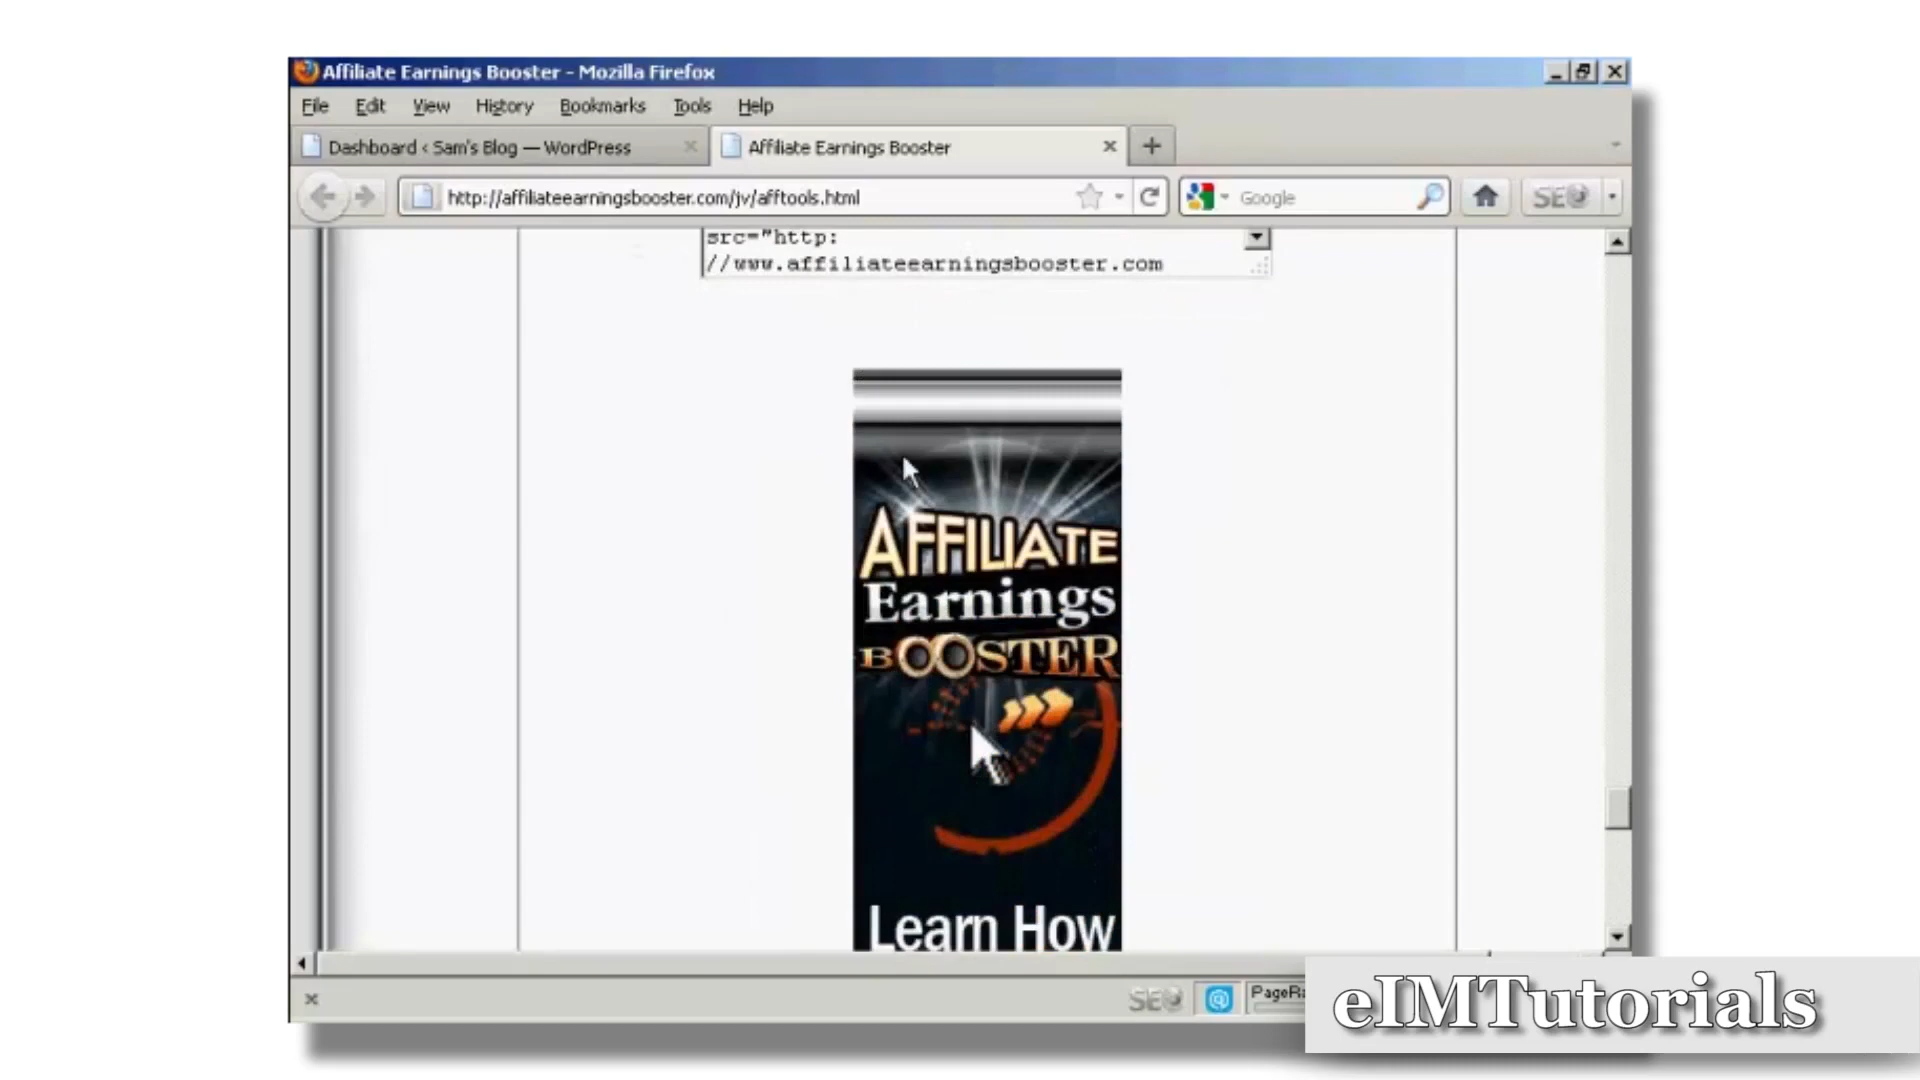 Affiliate Earnings Booster - Mozilla Firefox
File Edit View History Bookmarks Tools Help
Dashboard ‹ Sam's Blog — WordPress
Affiliate Earnings Booster
http://affiliateearningsbooster.com/jv/afftools.html
Google
SEO
src="http:
//www.affiliateearningsbooster.com
AFFILIATE
Earnings
BOOSTER
Learn How
SEO
PageRa
eIMTutorials